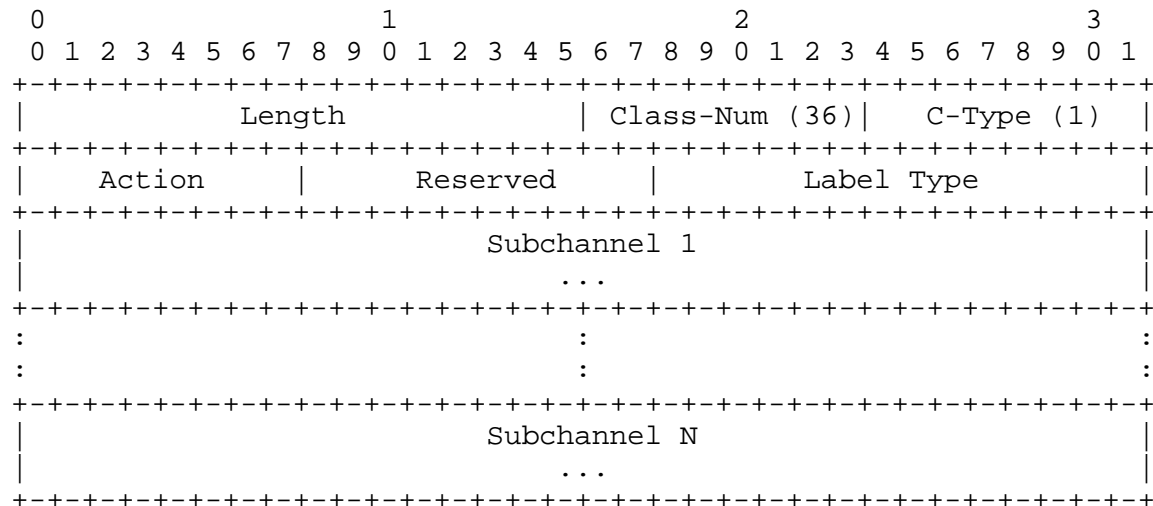 0                   1                   2                   3
 0 1 2 3 4 5 6 7 8 9 0 1 2 3 4 5 6 7 8 9 0 1 2 3 4 5 6 7 8 9 0 1
+-+-+-+-+-+-+-+-+-+-+-+-+-+-+-+-+-+-+-+-+-+-+-+-+-+-+-+-+-+-+-+-+
|            Length             | Class-Num (36)|   C-Type (1)  |
+-+-+-+-+-+-+-+-+-+-+-+-+-+-+-+-+-+-+-+-+-+-+-+-+-+-+-+-+-+-+-+-+
|    Action     |      Reserved     |        Label Type         |
+-+-+-+-+-+-+-+-+-+-+-+-+-+-+-+-+-+-+-+-+-+-+-+-+-+-+-+-+-+-+-+-+
|                          Subchannel 1                         |
|                              ...                              |
+-+-+-+-+-+-+-+-+-+-+-+-+-+-+-+-+-+-+-+-+-+-+-+-+-+-+-+-+-+-+-+-+
:                               :                               :
:                               :                               :
+-+-+-+-+-+-+-+-+-+-+-+-+-+-+-+-+-+-+-+-+-+-+-+-+-+-+-+-+-+-+-+-+
|                          Subchannel N                         |
|                              ...                              |
+-+-+-+-+-+-+-+-+-+-+-+-+-+-+-+-+-+-+-+-+-+-+-+-+-+-+-+-+-+-+-+-+